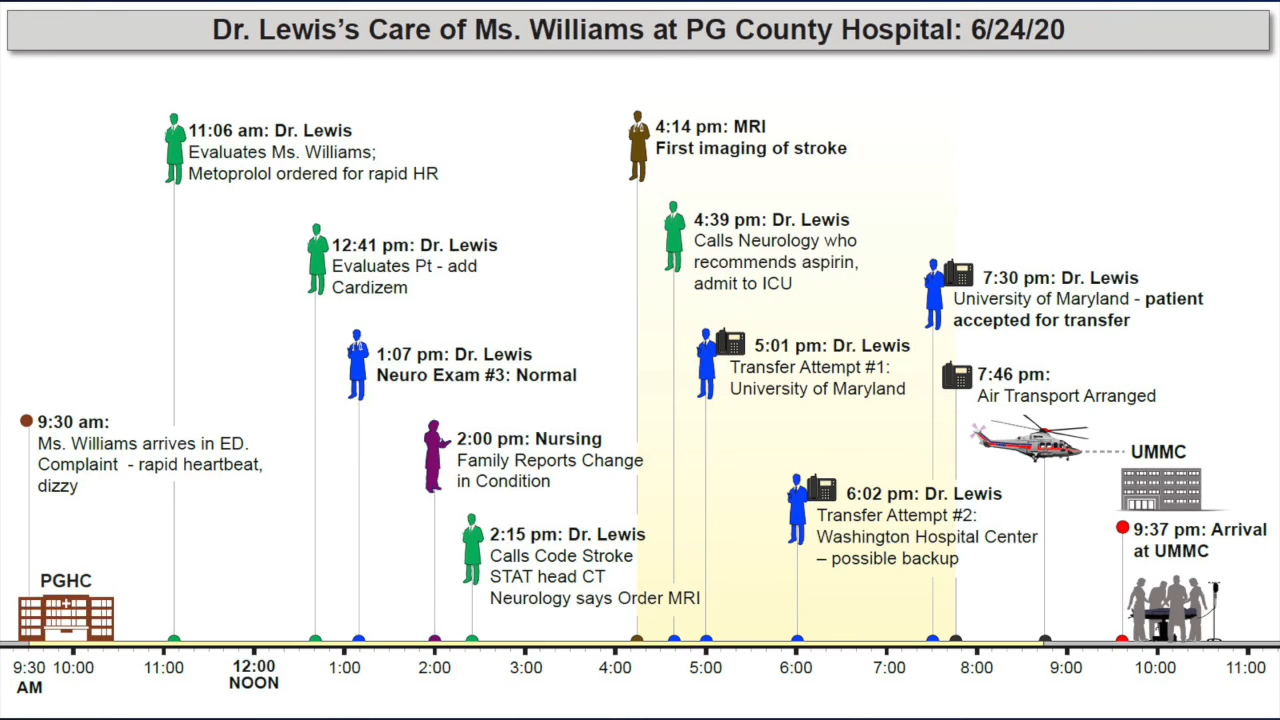 Dr. Lewis's Care of Ms. Williams at PG County Hospital: 6/24/20
11:06 am: Dr. Lewis
Evaluates Ms. Williams;
Metoprolol ordered for rapid HR
4:14 pm: MRI
First imaging of stroke
12:41 pm: Dr. Lewis
Evaluates Pt - add
Cardizem
4:39 pm: Dr. Lewis
Calls Neurology who
recommends aspirin,
admit to ICU
7:30 pm: Dr. Lewis
University of Maryland - patient
accepted for transfer
1:07 pm: Dr. Lewis
Neuro Exam #3: Normal
5:01 pm: Dr. Lewis
Transfer Attempt #1:
University of Maryland
7:46 pm:
Air Transport Arranged
9:30 am:
Ms. Williams arrives in ED.
Complaint - rapid heartbeat,
dizzy
2:00 pm: Nursing
Family Reports Change
in Condition
UMMC
6:02 pm: Dr. Lewis
Transfer Attempt #2:
Washington Hospital Center
– possible backup
2:15 pm: Dr. Lewis
Calls Code Stroke
STAT head CT
Neurology says Order MRI
9:37 pm: Arrival
at UMMC
PGHC
9:30 10:00 11:00 12:00 1:00 2:00 3:00 4:00 5:00 6:00 7:00 8:00 9:00 10:00 11:00
AM NOON